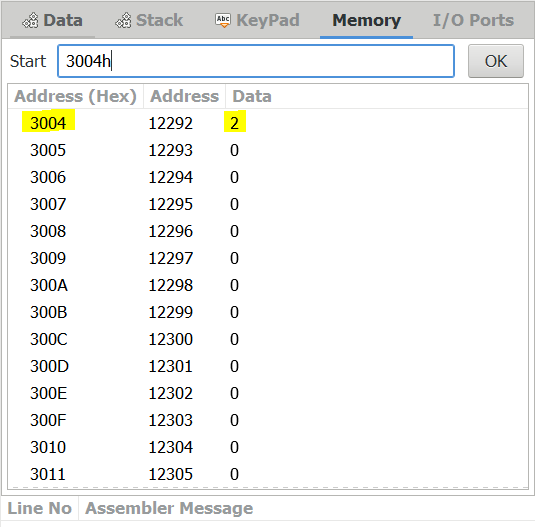 Data Stack Abc KeyPad Memory I/O Ports
Start 3004h OK
Address (Hex) Address Data
3004 12292 2
3005 12293 0
3006 12294 0
3007 12295 0
3008 12296 0
3009 12297 0
300A 12298 0
300B 12299 0
300C 12300 0
300D 12301 0
300E 12302 0
300F 12303 0
3010 12304 0
3011 12305 0
Line No Assembler Message